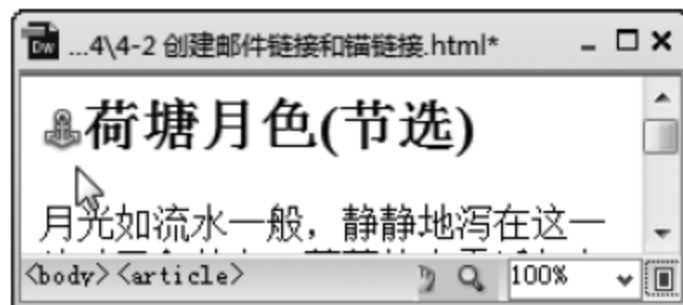 Dw ...4\4-2 创建邮件链接和锚链接.html*
荷塘月色(节选)
月光如流水一般，静静地泻在这一
<body> <article> 100%